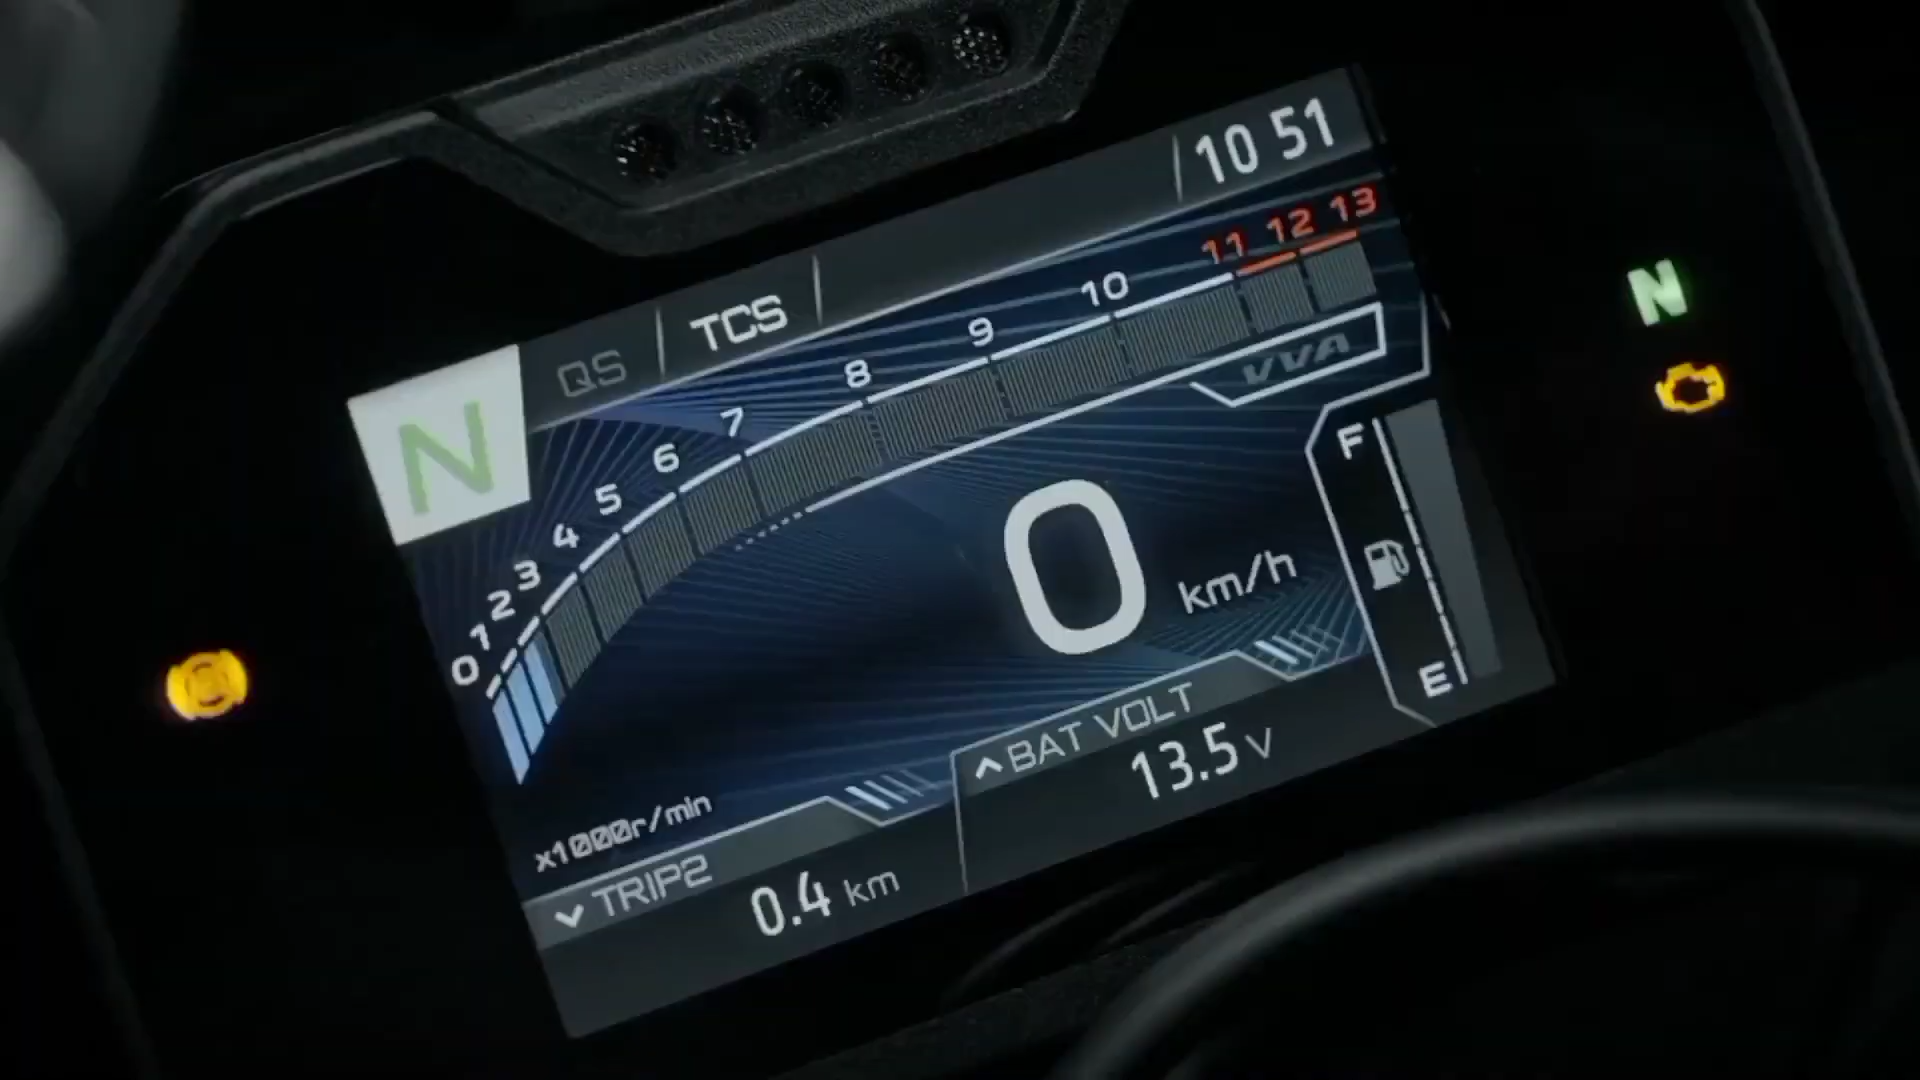 10 51
QS TCS
N
0 1 2 3 4 5 6 7 8 9 10 11 12 13
VVA
N
F
0 km/h
E
BAT VOLT
13.5 V
x1000r/min
TRIP2
0.4 km